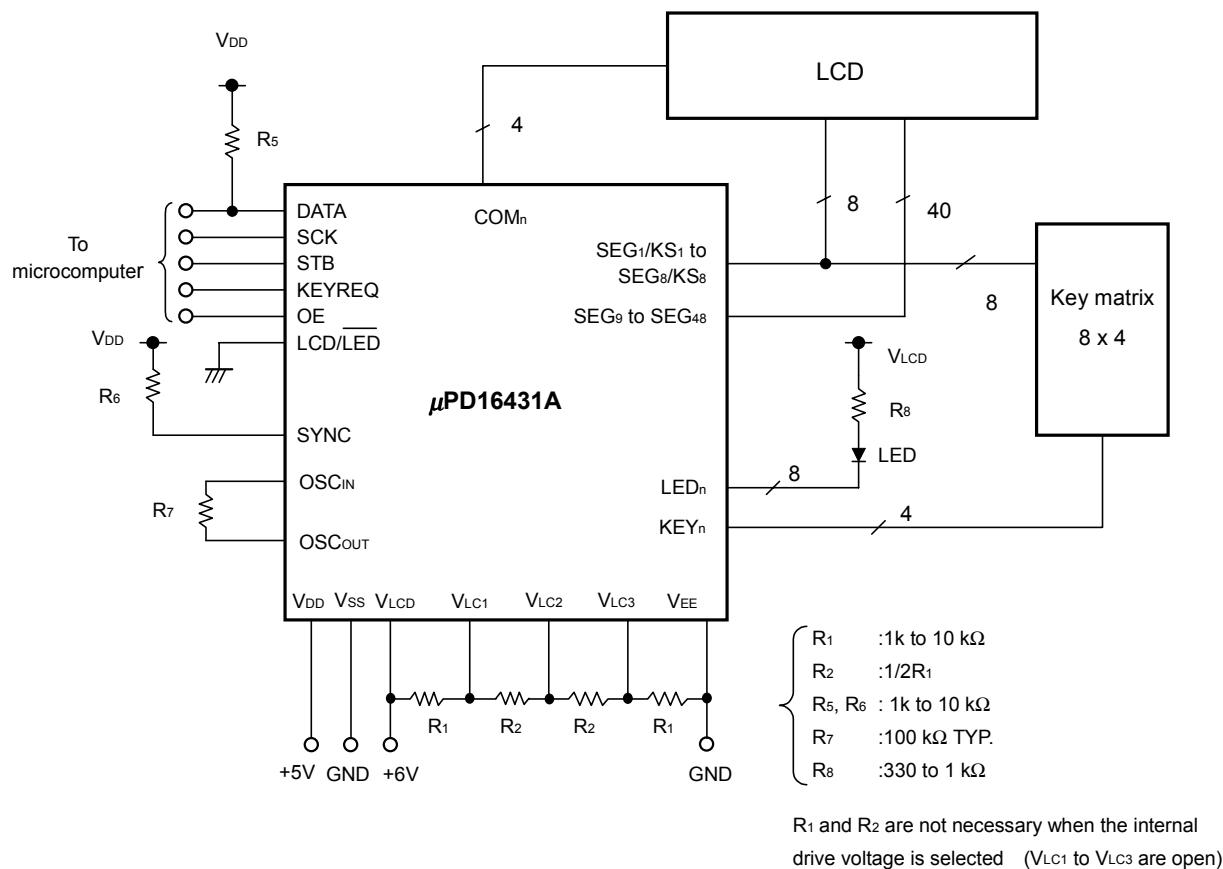 VDD
R5
LCD
4
8
40
To
microcomputer
DATA
SCK
STB
KEYREQ
OE
LCD/LED
COMn
SEG1/KS1 to
SEG8/KS8
SEG9 to SEG48
8
Key matrix
8 x 4
VDD
R6
SYNC
μPD16431A
VLCD
R8
LED
OSCIN
R7
OSCOUT
LEDn
8
KEYn
4
VDD
VSS
VLCD
VLC1
VLC2
VLC3
VEE
R1
R2
R2
R1
+5V
GND
+6V
GND
R1 :1k to 10 kΩ
R2 :1/2R1
R5, R6 : 1k to 10 kΩ
R7 :100 kΩ TYP.
R8 :330 to 1 kΩ
R1 and R2 are not necessary when the internal
drive voltage is selected (VLC1 to VLC3 are open)